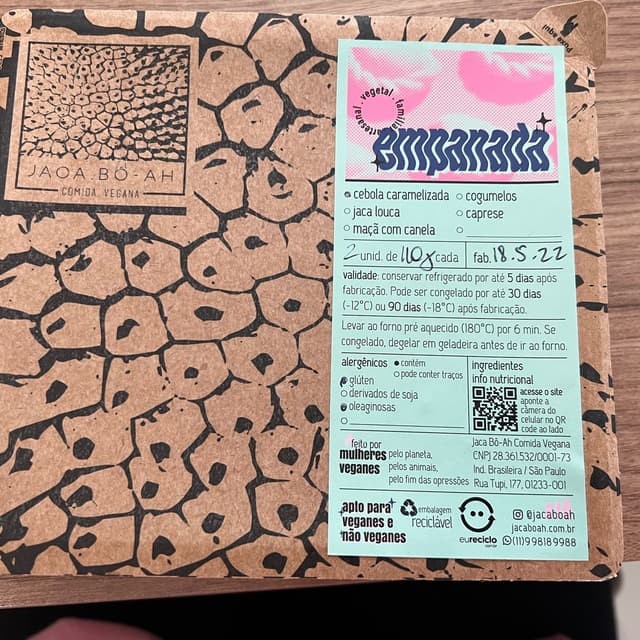 JACA.BÔ-AH
COMIDA VEGANA
vegetal . família . artesanal .
empanada
cebola caramelizada
cogumelos
jaca louca
caprese
maçã com canela
2 unid. de 110g cada
fab. 18.5.22
validade: conservar refrigerado por até 5 dias após
fabricação. Pode ser congelado por até 30 dias
(-12°C) ou 90 dias (-18°C) após fabricação.
Levar ao forno pré aquecido (180°C) por 6 min. Se
congelado, degelar em geladeira antes de ir ao forno.
alergênicos
contém
pode conter traços
glúten
derivados de soja
oleaginosas
ingredientes
info nutricional
acesse o site
aponte a
câmera do
celular no QR
code ao lado
feito por
mulheres
veganes
pelo planeta,
pelos animais,
pelo fim das opressões
Jaca Bô-Ah Comida Vegana
CNPJ 28.361.532/0001-73
Ind. Brasileira / São Paulo
Rua Tupi, 177, 01233-001
apto para
veganes e
não veganes
embalagem
reciclável
eureciclo
@jacaboah
jacaboah.com.br
(11)998189988